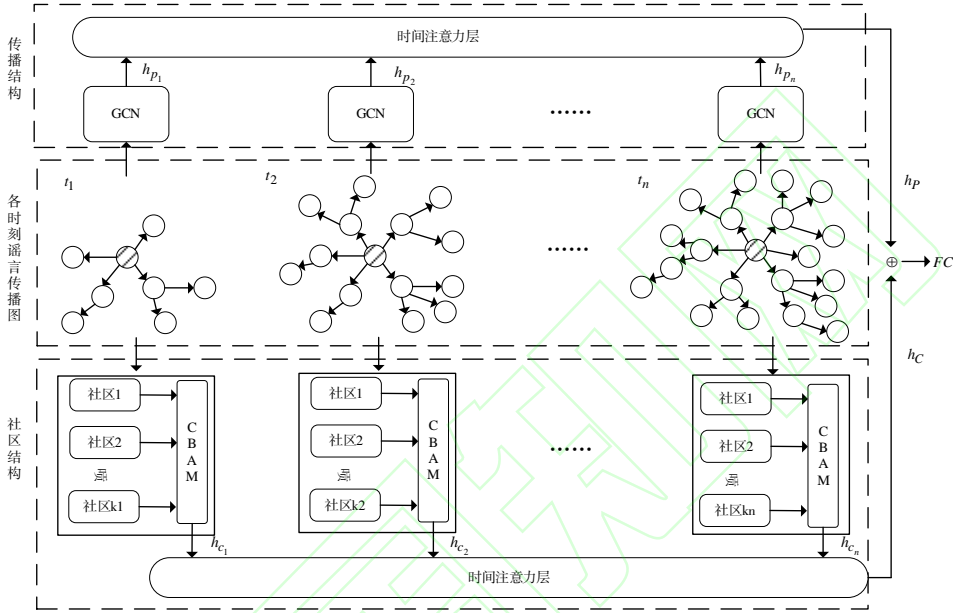 传播结构
时间注意力层
h_{p_1}
h_{p_2}
h_{p_n}
GCN
GCN
……
GCN
各时刻谣言传播图
t_1
t_2
t_n
……
h_P
⊕
FC
h_C
社区结构
社区1
社区2
社区k1
CBAM
社区1
社区2
社区k2
CBAM
……
社区1
社区2
社区kn
CBAM
h_{c_1}
h_{c_2}
h_{c_n}
时间注意力层